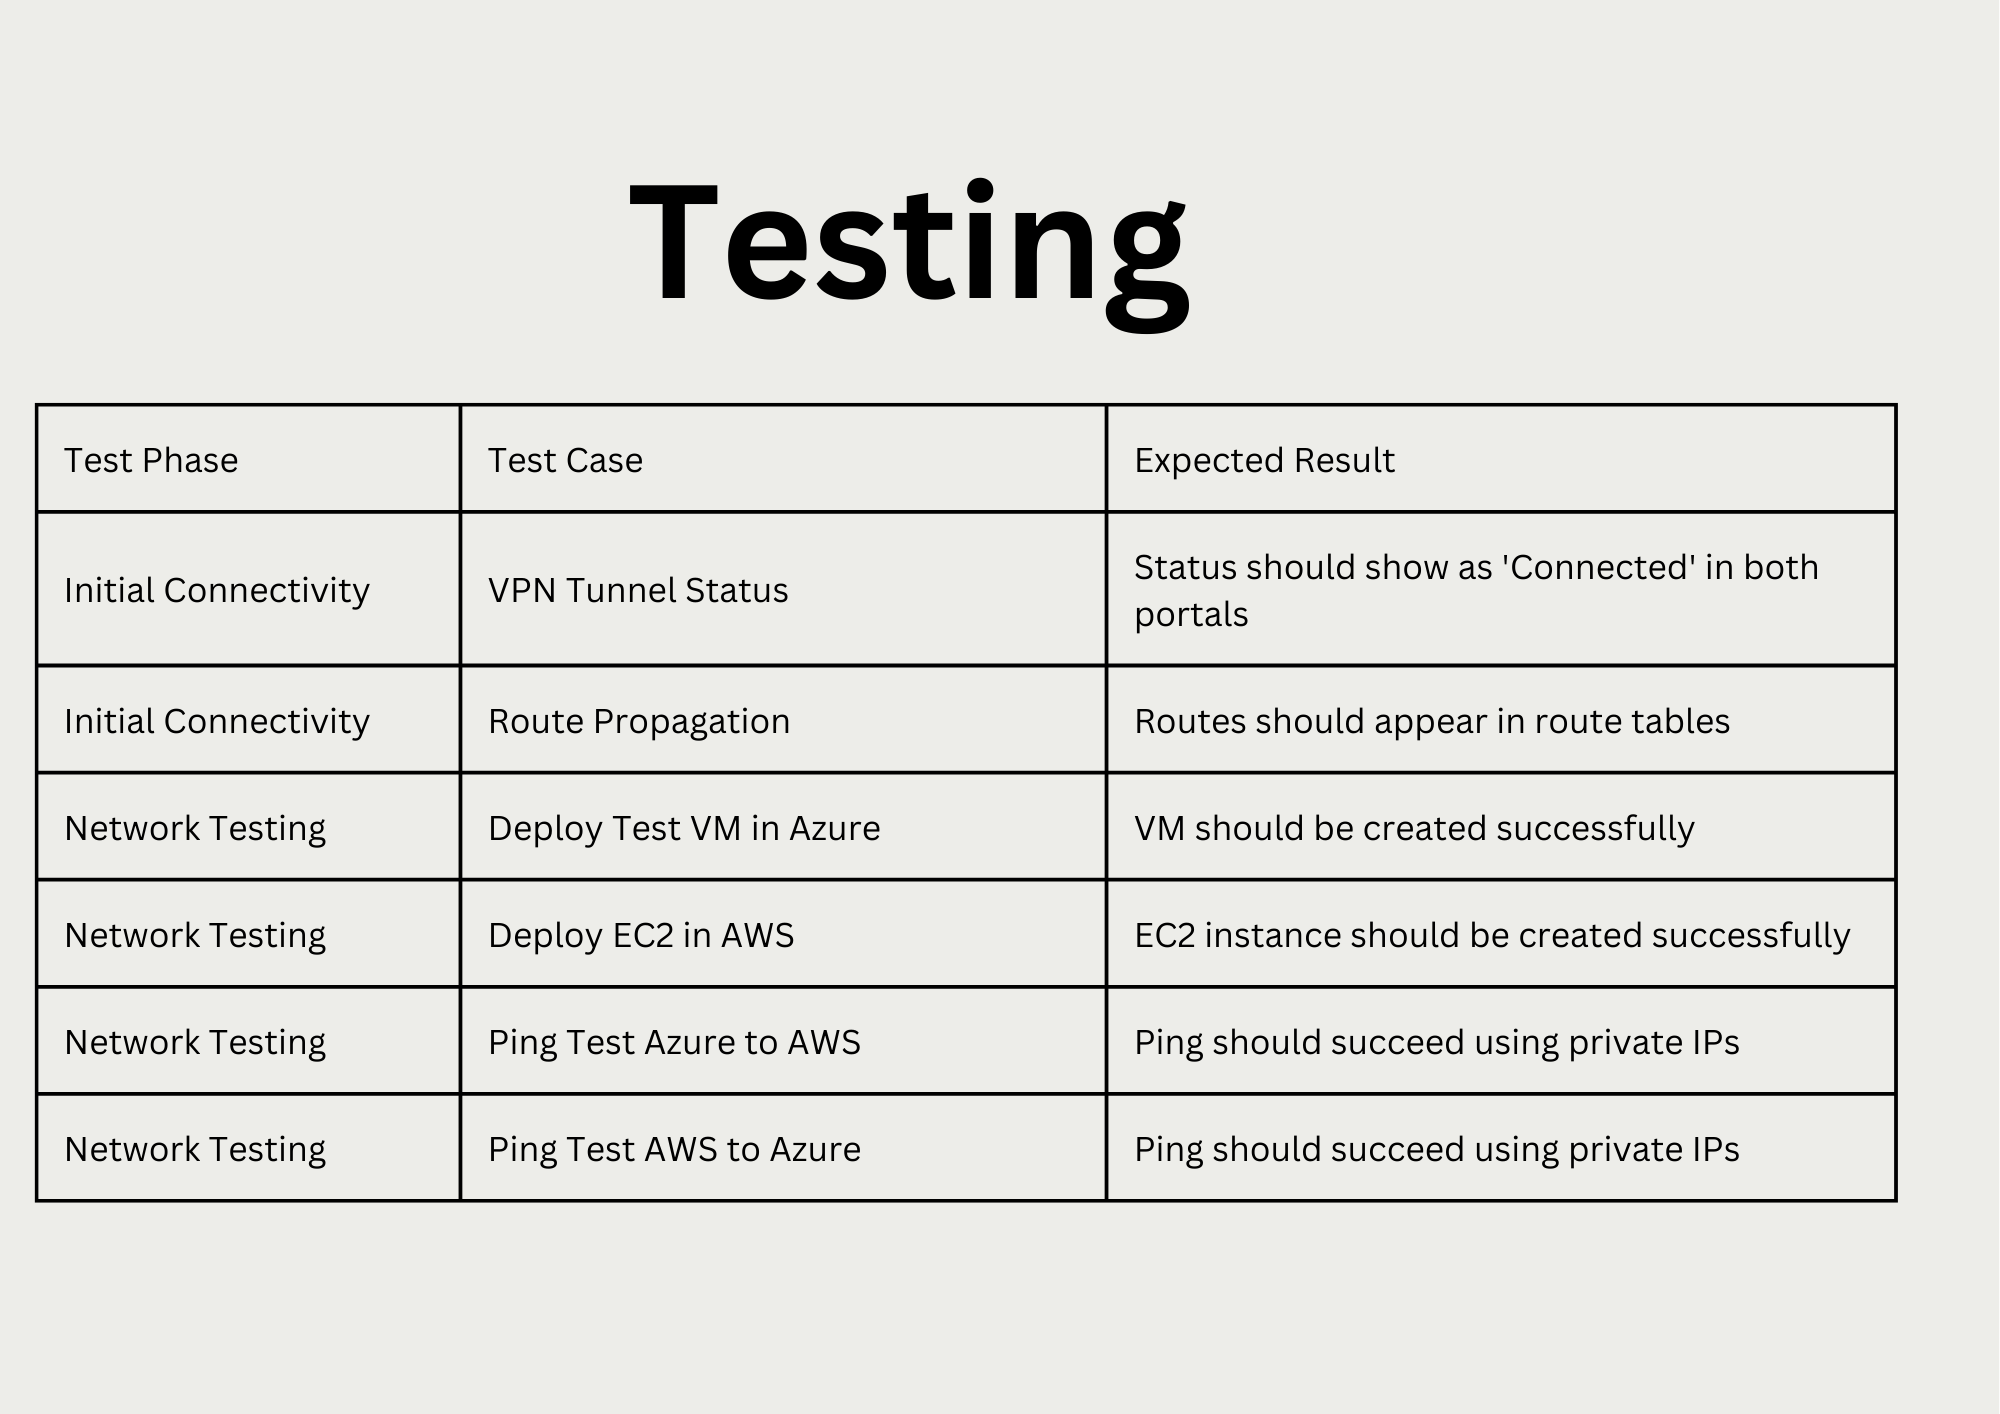 Testing
Test Phase
Test Case
Expected Result
Initial Connectivity
VPN Tunnel Status
Status should show as 'Connected' in both
portals
Initial Connectivity
Route Propagation
Routes should appear in route tables
Network Testing
Deploy Test VM in Azure
VM should be created successfully
Network Testing
Deploy EC2 in AWS
EC2 instance should be created successfully
Network Testing
Ping Test Azure to AWS
Ping should succeed using private IPs
Network Testing
Ping Test AWS to Azure
Ping should succeed using private IPs